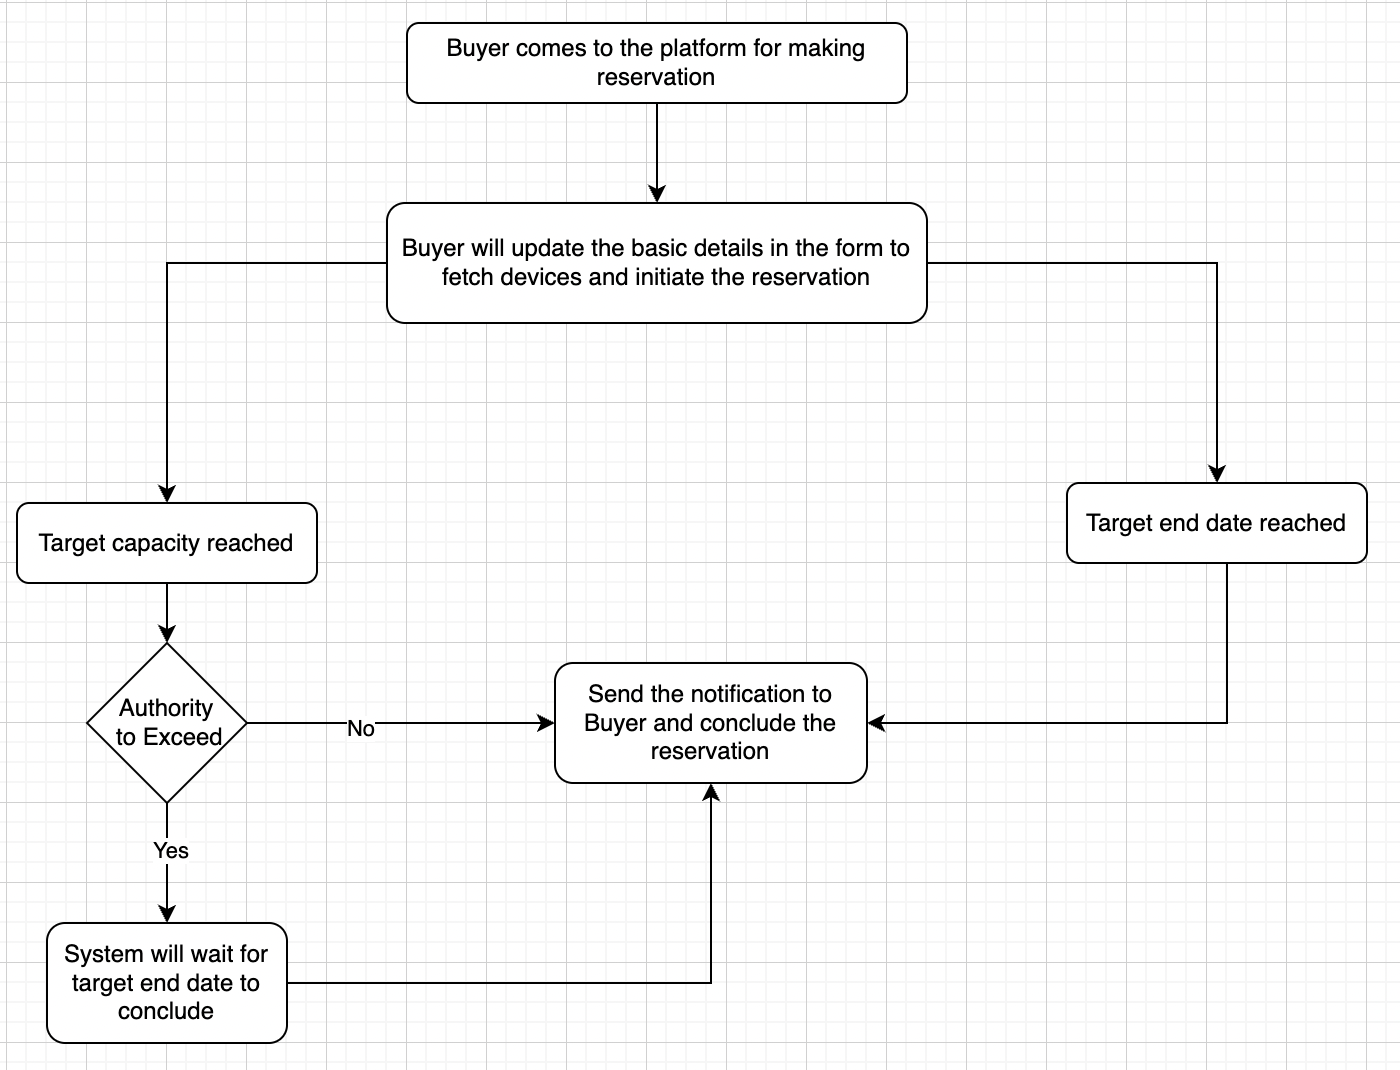 Buyer comes to the platform for making
reservation
Buyer will update the basic details in the form to
fetch devices and initiate the reservation
Target capacity reached
Target end date reached
Authority
to Exceed
No
Send the notification to
Buyer and conclude the
reservation
Yes
System will wait for
target end date to
conclude